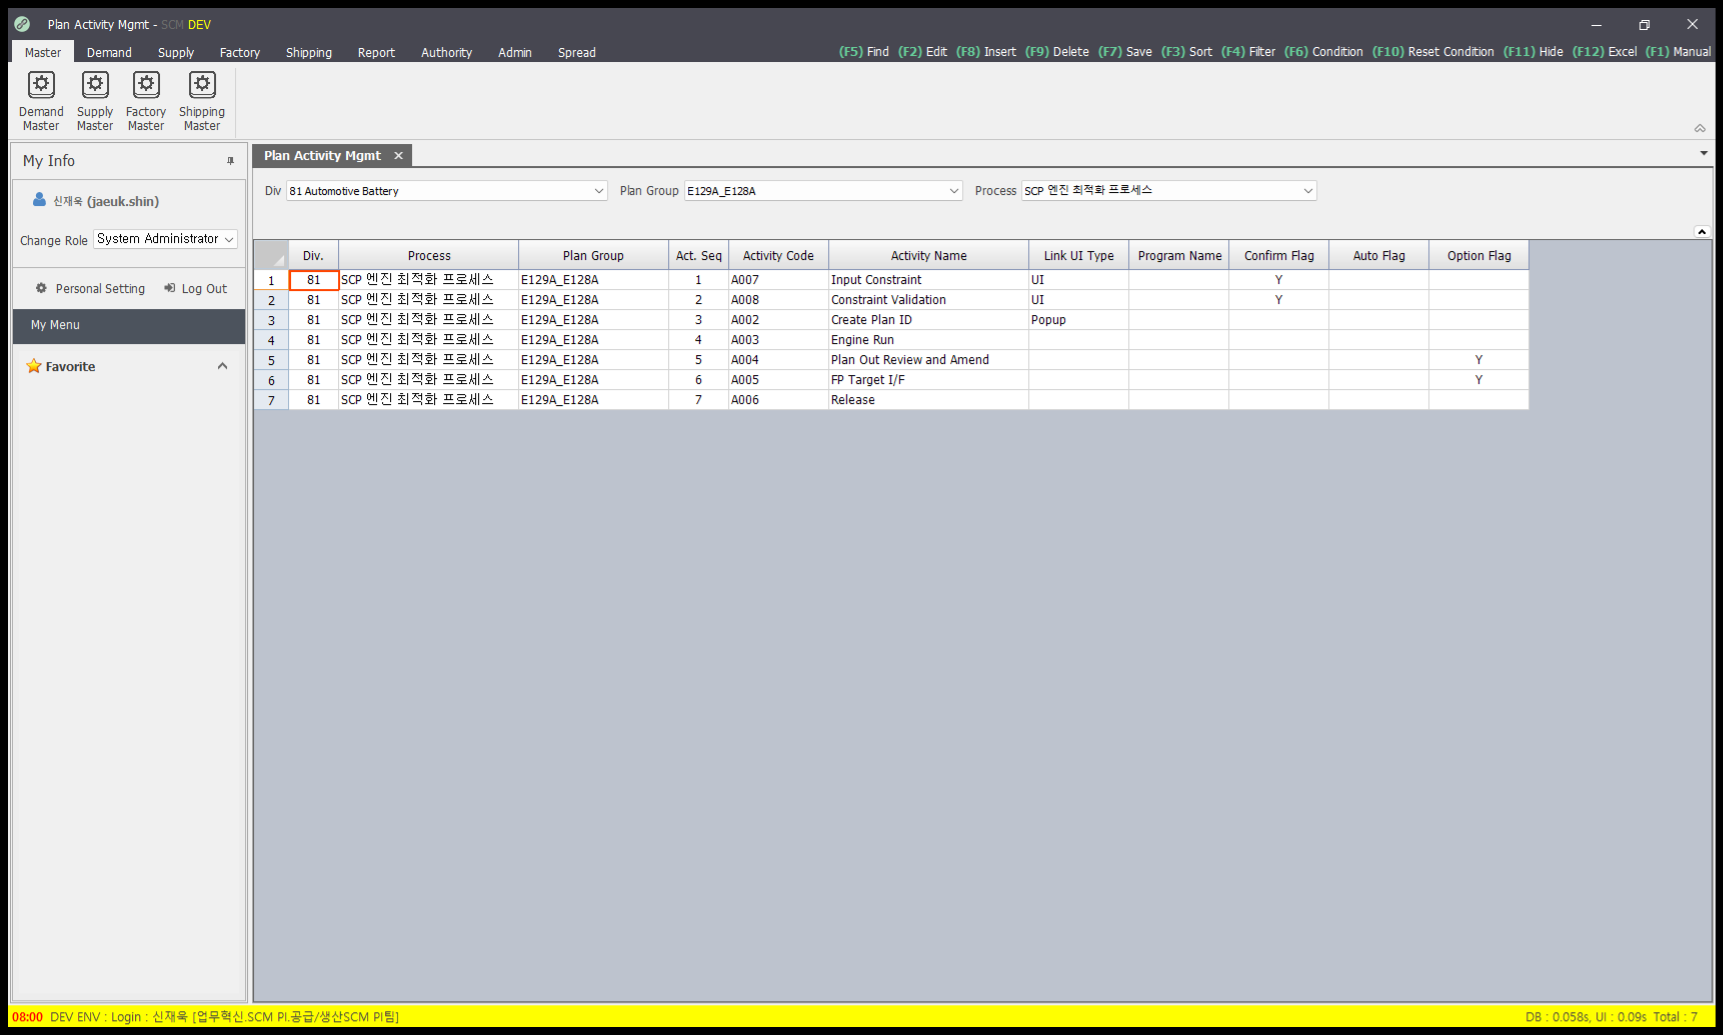 Plan Activity Mgmt - SCM DEV
Master Demand Supply Factory Shipping Report Authority Admin Spread (F5) Find (F2) Edit (F8) Insert (F9) Delete (F7) Save (F3) Sort (F4) Filter (F6) Condition (F10) Reset Condition (F11) Hide (F12) Excel (F1) Manual
Demand Master Supply Master Factory Master Shipping Master
My Info
신재욱 (jaeuk.shin)
Change Role System Administrator
Personal Setting Log Out
My Menu
Favorite
Plan Activity Mgmt
Div 81 Automotive Battery Plan Group E129A_E128A Process SCP 엔진 최적화 프로세스
Div. Process Plan Group Act. Seq Activity Code Activity Name Link UI Type Program Name Confirm Flag Auto Flag Option Flag
1 81 SCP 엔진 최적화 프로세스 E129A_E128A 1 A007 Input Constraint UI Y
2 81 SCP 엔진 최적화 프로세스 E129A_E128A 2 A008 Constraint Validation UI Y
3 81 SCP 엔진 최적화 프로세스 E129A_E128A 3 A002 Create Plan ID Popup
4 81 SCP 엔진 최적화 프로세스 E129A_E128A 4 A003 Engine Run
5 81 SCP 엔진 최적화 프로세스 E129A_E128A 5 A004 Plan Out Review and Amend Y
6 81 SCP 엔진 최적화 프로세스 E129A_E128A 6 A005 FP Target I/F Y
7 81 SCP 엔진 최적화 프로세스 E129A_E128A 7 A006 Release
08:00 DEV ENV : Login : 신재욱 [업무혁신.SCM PI.공급/생산SCM PI팀] DB : 0.058s, UI : 0.09s Total : 7